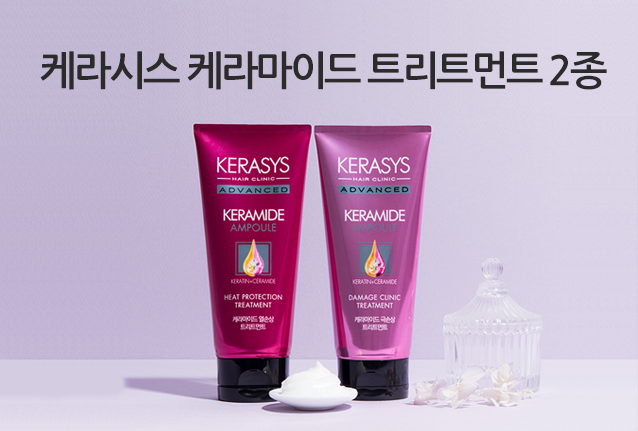 케라시스 케라마이드 트리트먼트 2종
KERASYS
HAIR CLINIC
ADVANCED
KERAMIDE
AMPOULE
KERATIN+CERAMIDE
HEAT PROTECTION
TREATMENT
케라마이드 열손상
트리트먼트
KERASYS
HAIR CLINIC
ADVANCED
KERAMIDE
AMPOULE
KERATIN+CERAMIDE
DAMAGE CLINIC
TREATMENT
케라마이드 극손상
트리트먼트